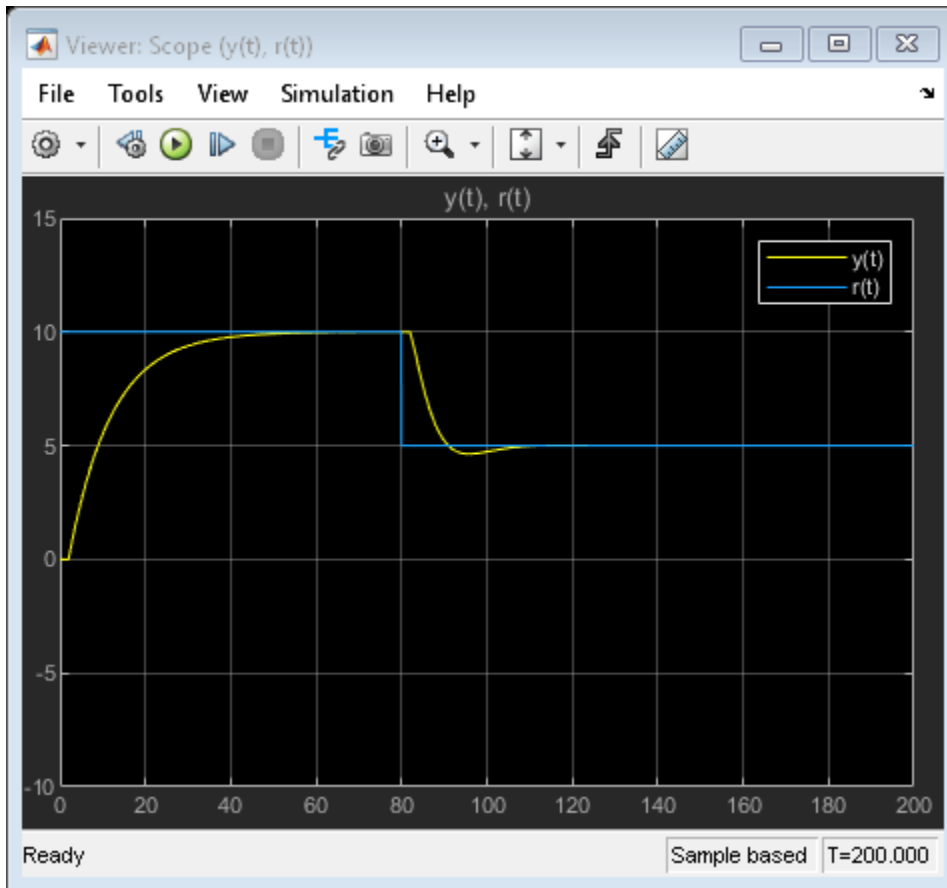 Viewer: Scope (y(t), r(t))
File Tools View Simulation Help
y(t), r(t)
15
y(t)
r(t)
10
5
0
-5
-10
0 20 40 60 80 100 120 140 160 180 200
Ready Sample based T=200.000